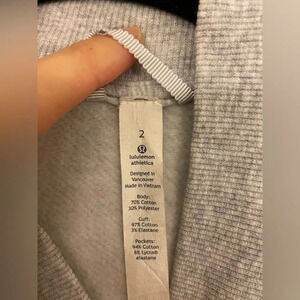 2
lululemon
athletica
Designed in
Vancouver
Made in Vietnam
Body:
70% Cotton
30% Polyester
Cuff:
97% Cotton
3% Elastane
Pockets:
94% Cotton
6% Lycra®
elastane